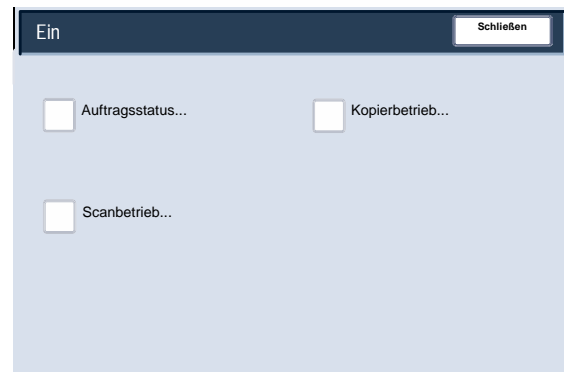 Ein
Schließen
Auftragsstatus...
Kopierbetrieb...
Scanbetrieb...